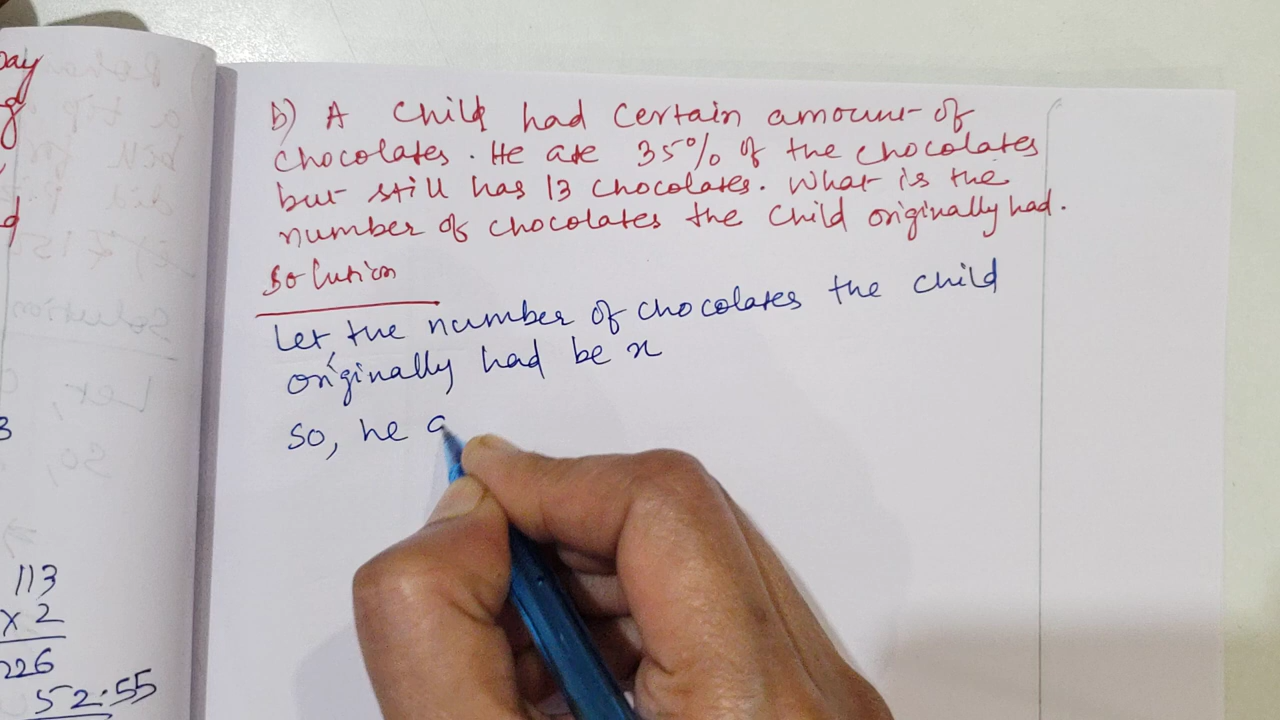 Day
g
d
3
113
x 2
226
52.55
b) A child had certain amount of
chocolates. He ate 35% of the chocolates
but still has 13 chocolates. What is the
number of chocolates the child originally had.
Solution
Let, the number of chocolates the child
originally had be x
So, he a